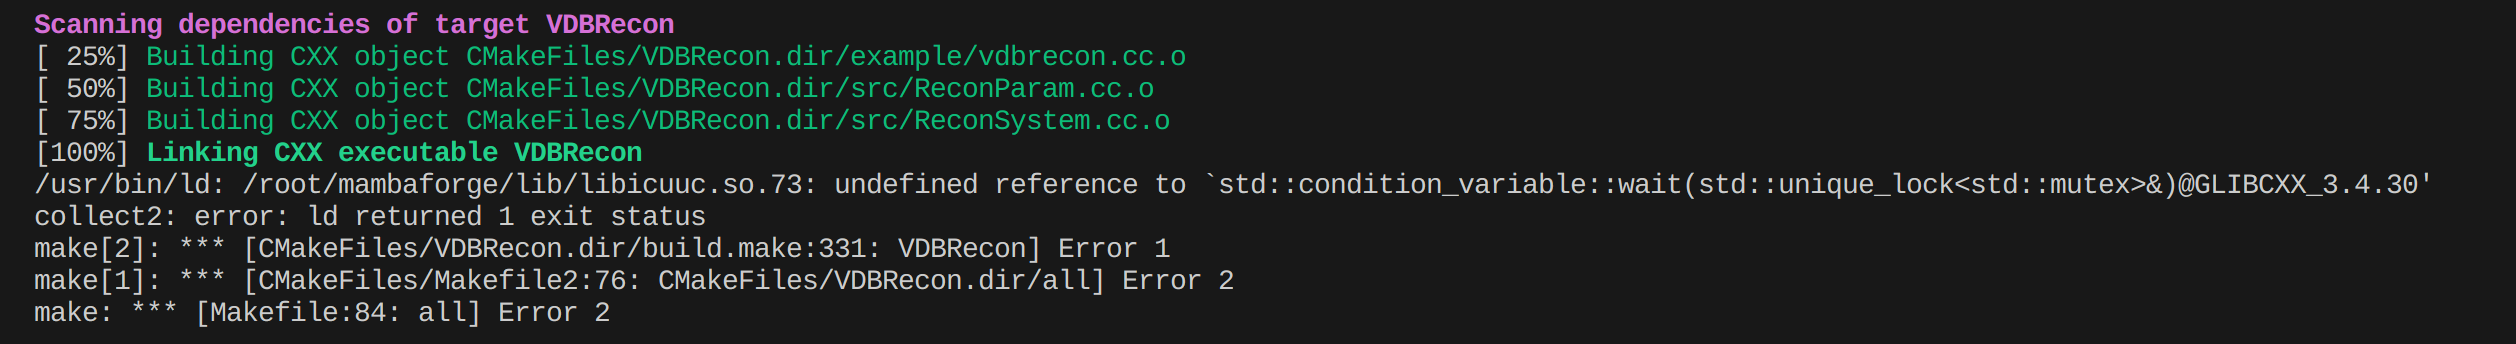 Scanning dependencies of target VDBRecon
[ 25%] Building CXX object CMakeFiles/VDBRecon.dir/example/vdbrecon.cc.o
[ 50%] Building CXX object CMakeFiles/VDBRecon.dir/src/ReconParam.cc.o
[ 75%] Building CXX object CMakeFiles/VDBRecon.dir/src/ReconSystem.cc.o
[100%] Linking CXX executable VDBRecon
/usr/bin/ld: /root/mambaforge/lib/libicuuc.so.73: undefined reference to `std::condition_variable::wait(std::unique_lock<std::mutex>&)@GLIBCXX_3.4.30'
collect2: error: ld returned 1 exit status
make[2]: *** [CMakeFiles/VDBRecon.dir/build.make:331: VDBRecon] Error 1
make[1]: *** [CMakeFiles/Makefile2:76: CMakeFiles/VDBRecon.dir/all] Error 2
make: *** [Makefile:84: all] Error 2